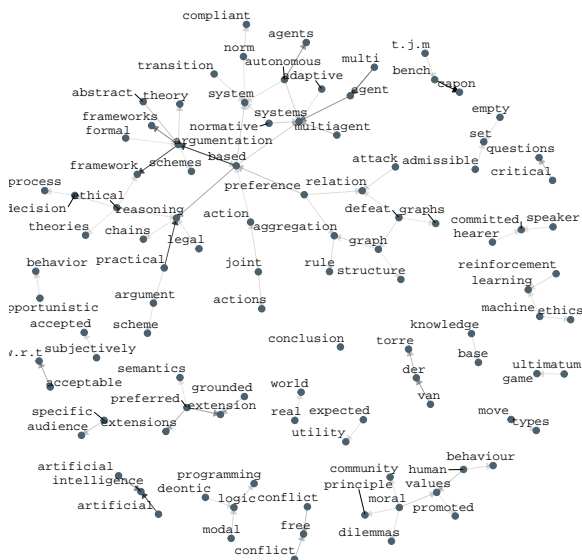 compliant
norm
agents
transition
autonomous
multi
t.j.m
adaptive
bench
abstract
theory
system
agent
capon
frameworks
normative
systems
empty
formal
argumentation
multiagent
set
framework
schemes
based
attack
admissible
questions
process
ethical
preference
relation
critical
decision
reasoning
action
defeat
graphs
committed
speaker
theories
chains
legal
aggregation
graph
hearer
behavior
practical
joint
rule
structure
reinforcement
learning
pportunistic
argument
actions
machine
ethics
accepted
scheme
conclusion
torre
knowledge
w.r.t
subjectively
der
base
ultimatum
acceptable
semantics
world
van
game
preferred
grounded
specific
extension
real
expected
move
audience
extensions
utility
types
artificial
programming
community
human
behaviour
intelligence
deontic
logic
conflict
principle
moral
values
artificial
modal
free
promoted
conflict
dilemmas